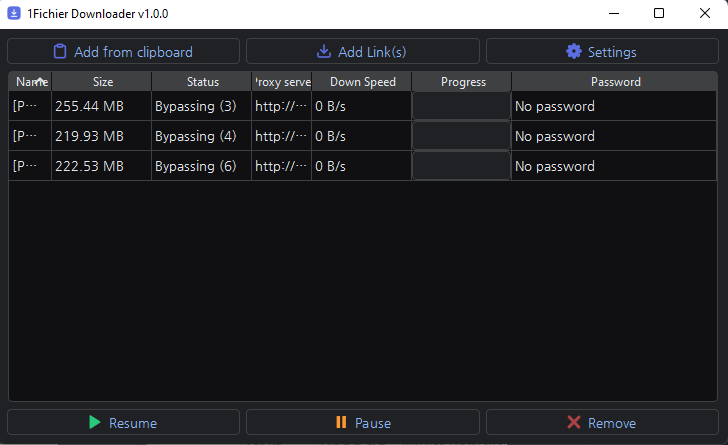 1Fichier Downloader v1.0.0
Add from clipboard Add Link(s) Settings
Name Size Status Proxy serve Down Speed Progress Password
[P⋯ 255.44 MB Bypassing (3) http://⋯ 0 B/s No password
[P⋯ 219.93 MB Bypassing (4) http://⋯ 0 B/s No password
[P⋯ 222.53 MB Bypassing (6) http://⋯ 0 B/s No password
Resume Pause Remove